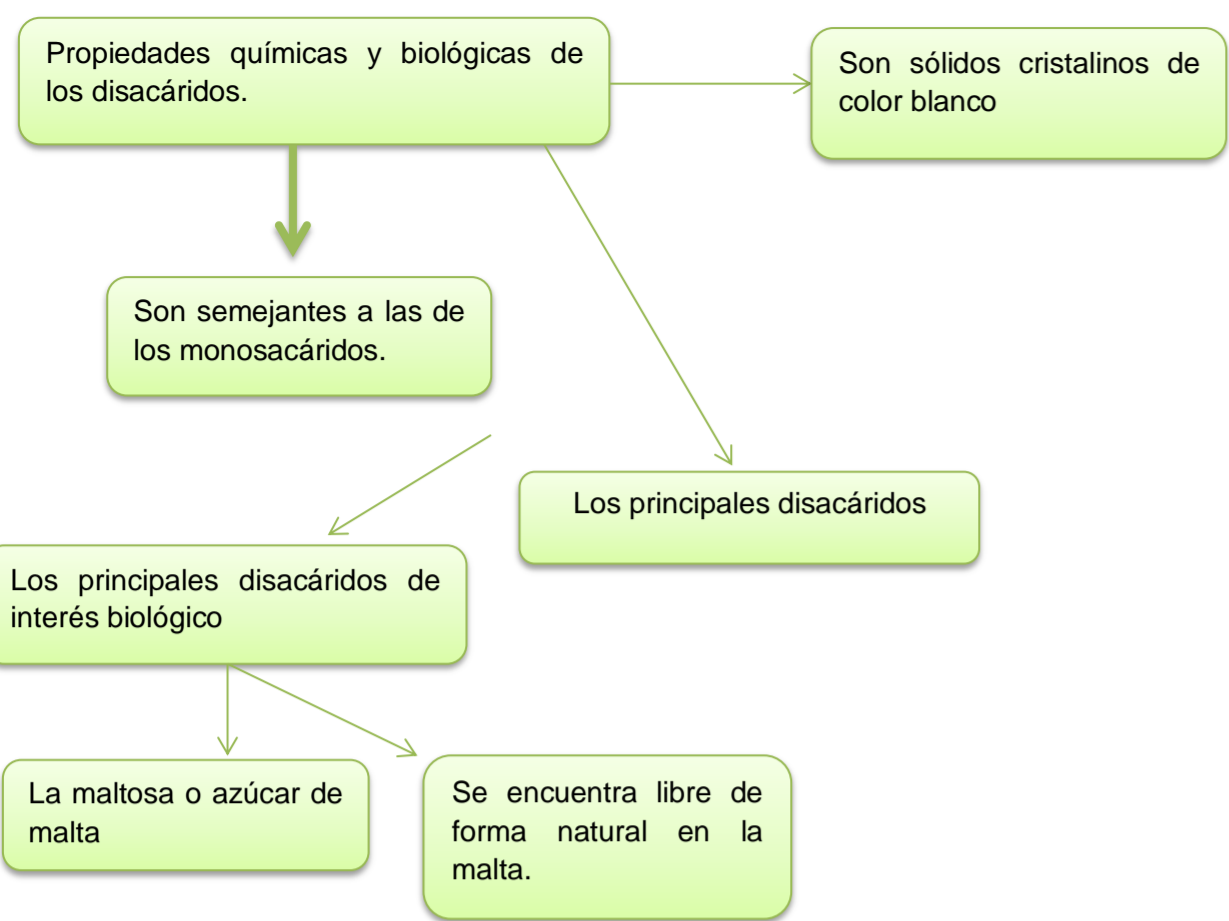 Propiedades químicas y biológicas de
los disacáridos.
Son sólidos cristalinos de
color blanco
Son semejantes a las de
los monosacáridos.
Los principales disacáridos
Los principales disacáridos de
interés biológico
La maltosa o azúcar de
malta
Se encuentra libre de
forma natural en la
malta.